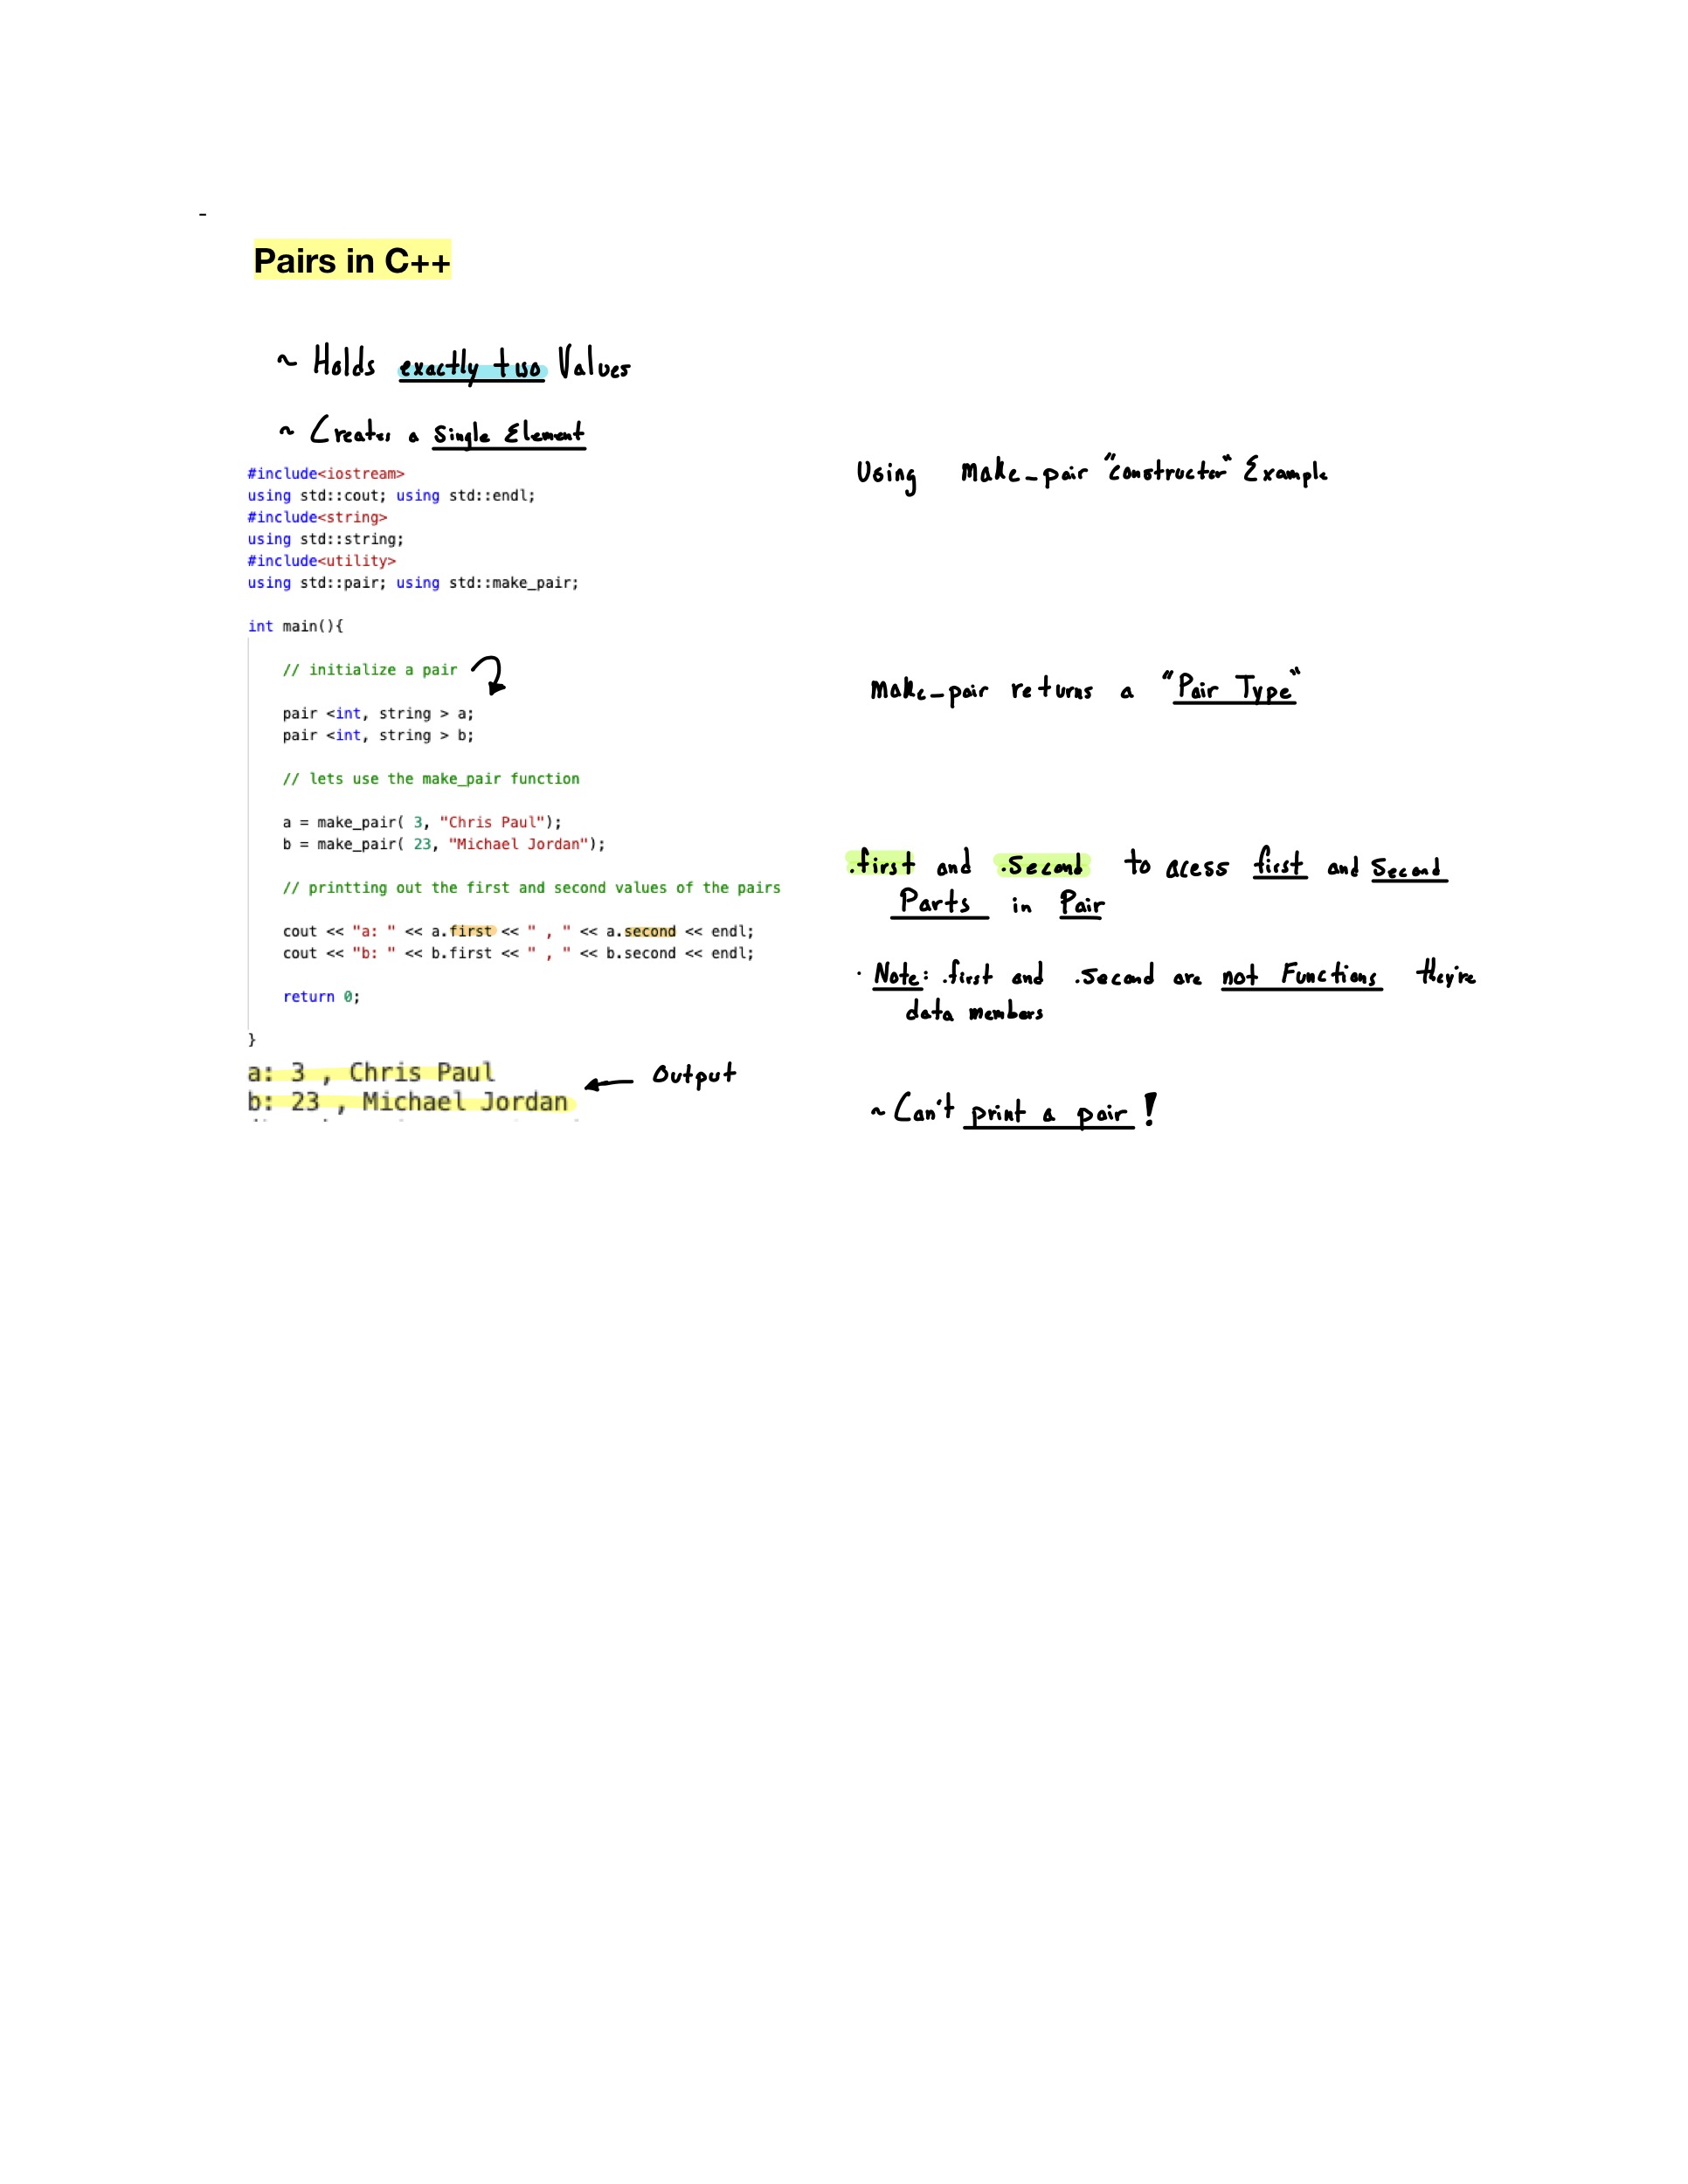 -
Pairs in C++
~ Holds exactly two Values
~ Creates a Single Element
#include<iostream>
using std::cout; using std::endl;
#include<string>
using std::string;
#include<utility>
using std::pair; using std::make_pair;
int main(){
// initialize a pair
pair <int, string > a;
pair <int, string > b;
// lets use the make_pair function
a = make_pair( 3, "Chris Paul");
b = make_pair( 23, "Michael Jordan");
// printting out the first and second values of the pairs
cout << "a: " << a.first << " , " << a.second << endl;
cout << "b: " << b.first << " , " << b.second << endl;
return 0;
}
a: 3 , Chris Paul
b: 23 , Michael Jordan
Output
Using make_pair "constructor" Example
make_pair returns a "Pair Type"
.first and .second to acess first and second
Parts in Pair
· Note: .first and .second are not Functions they're
data members
~ Can't print a pair !